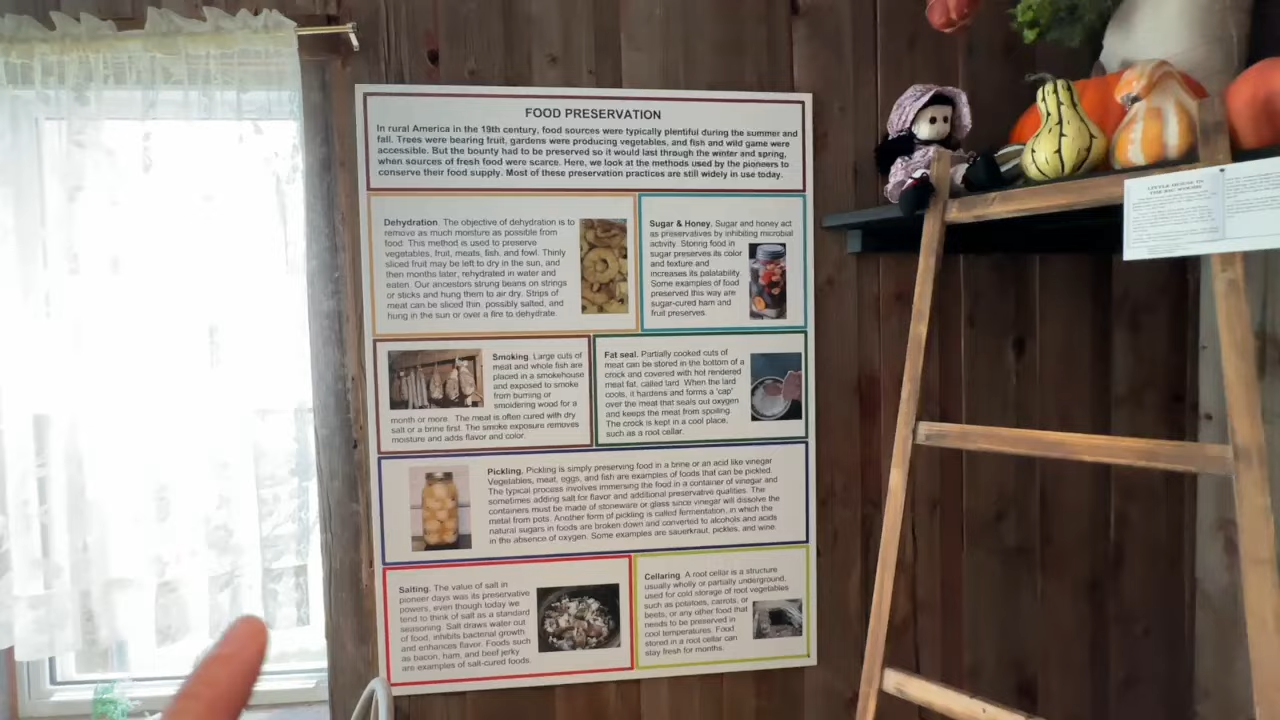 FOOD PRESERVATION
In rural America in the 19th century, food sources were typically plentiful during the summer and
fall. Trees were bearing fruit, gardens were producing vegetables, and fish and wild game were
accessible. But the bounty had to be preserved so it would last through the winter and spring,
when sources of fresh food were scarce. Here, we look at the methods used by the pioneers to
conserve their food supply. Most of these preservation practices are still widely in use today.
Dehydration. The objective of dehydration is to
remove as much moisture as possible from
food. This method is used to preserve
vegetables, fruit, meats, fish, and fowl. Thinly
sliced fruit may be left to dry in the sun, and
then months later, rehydrated in water and
eaten. Our ancestors strung beans on strings
or sticks and hung them to air dry. Strips of
meat can be sliced thin, possibly salted, and
hung in the sun or over a fire to dehydrate.
Sugar & Honey. Sugar and honey act
as preservatives by inhibiting microbial
activity. Storing food in
sugar preserves its color
and texture and
increases its palatability.
Some examples of food
preserved this way are
sugar-cured ham and
fruit preserves.
Smoking. Large cuts of
meat and whole fish are
placed in a smokehouse
and exposed to smoke
from burning or
smoldering wood for a
month or more. The meat is often cured with dry
salt or a brine first. The smoke exposure removes
moisture and adds flavor and color.
Fat seal. Partially cooked cuts of
meat can be stored in the bottom of a
crock and covered with hot rendered
meat fat, called lard. When the lard
cools, it hardens and forms a 'cap'
over the meat that seals out oxygen
and keeps the meat from spoiling.
The crock is kept in a cool place,
such as a root cellar.
Pickling. Pickling is simply preserving food in a brine or an acid like vinegar
Vegetables, meat, eggs, and fish are examples of foods that can be pickled.
The typical process involves immersing the food in a container of vinegar and
sometimes adding salt for flavor and additional preservative qualities. The
containers must be made of stoneware or glass since vinegar will dissolve the
metal from pots. Another form of pickling is called fermentation, in which the
natural sugars in foods are broken down and converted to alcohols and acids
in the absence of oxygen. Some examples are sauerkraut, pickles, and wine.
Salting. The value of salt in
pioneer days was its preservative
powers, even though today we
tend to think of salt as a standard
seasoning. Salt draws water out
of food, inhibits bacterial growth
and enhances flavor. Foods such
as bacon, ham, and beef jerky
are examples of salt-cured foods.
Cellaring. A root cellar is a structure
usually wholly or partially underground,
used for cold storage of root vegetables
such as potatoes, carrots, or
beets, or any other food that
needs to be preserved in
cool temperatures. Food
stored in a root cellar can
stay fresh for months.
LITTLE HOUSE IN
THE BIG WOODS